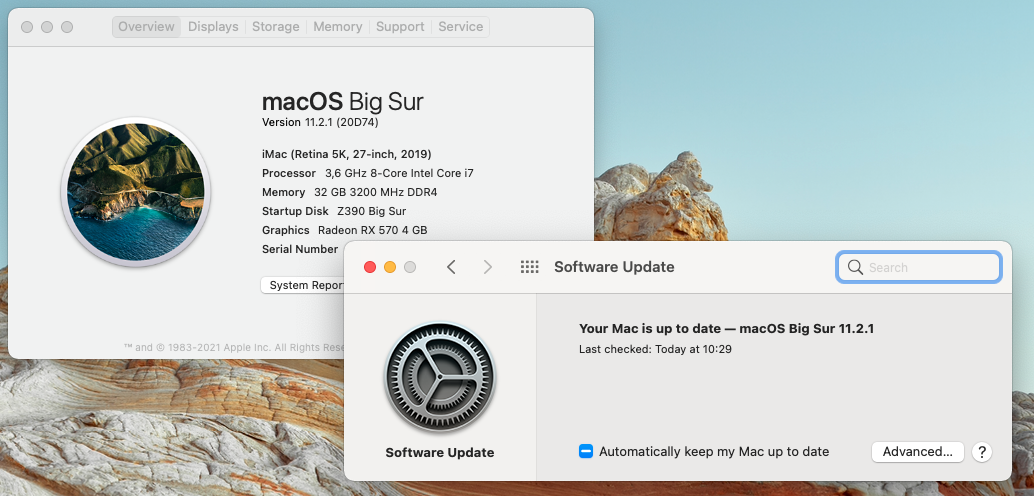 Overview Displays Storage Memory Support Service
macOS Big Sur
Version 11.2.1 (20D74)
iMac (Retina 5K, 27-inch, 2019)
Processor 3,6 GHz 8-Core Intel Core i7
Memory 32 GB 3200 MHz DDR4
Startup Disk Z390 Big Sur
Graphics Radeon RX 570 4 GB
Serial Number
System Report
™ and © 1983-2021 Apple Inc. All Rights Rese
Software Update
Search
Your Mac is up to date — macOS Big Sur 11.2.1
Last checked: Today at 10:29
Software Update
Automatically keep my Mac up to date
Advanced...
?